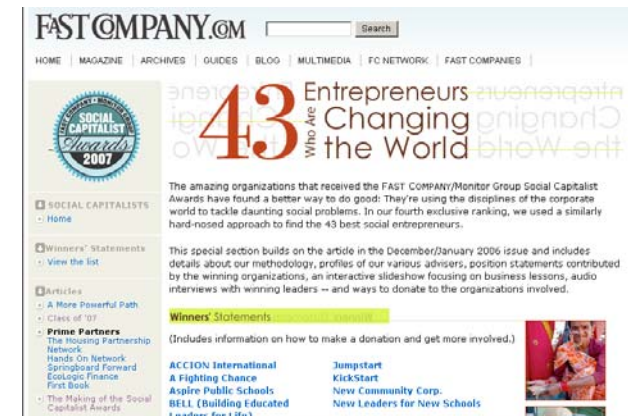 FAST COMPANY.COM
Search
HOME | MAGAZINE | ARCHIVES | GUIDES | BLOG | MULTIMEDIA | FC NETWORK | FAST COMPANIES |
FAST COMPANY • MONITOR GROUP
SOCIAL
CAPITALIST
Awards
2007
43 Who Are Entrepreneurs
Changing
the World
SOCIAL CAPITALISTS
Home
Winners' Statements
View the list
Articles
A More Powerful Path
Class of '07
Prime Partners
The Housing Partnership
Network
Hands On Network
Springboard Forward
EcoLogic Finance
First Book
The Making of the Social
Capitalist Awards
The amazing organizations that received the FAST COMPANY/Monitor Group Social Capitalist
Awards have found a better way to do good: They're using the disciplines of the corporate
world to tackle daunting social problems. In our fourth exclusive ranking, we used a similarly
hard-nosed approach to find the 43 best social entrepreneurs.
This special section builds on the article in the December/January 2006 issue and includes
details about our methodology, profiles of our various advisers, position statements contributed
by the winning organizations, an interactive slideshow focusing on business lessons, audio
interviews with winning leaders -- and ways to donate to the organizations involved.
Winners' Statements
(Includes information on how to make a donation and get more involved.)
ACCION International
A Fighting Chance
Aspire Public Schools
BELL (Building Educated
Leaders for Life)
Jumpstart
KickStart
New Community Corp.
New Leaders for New Schools